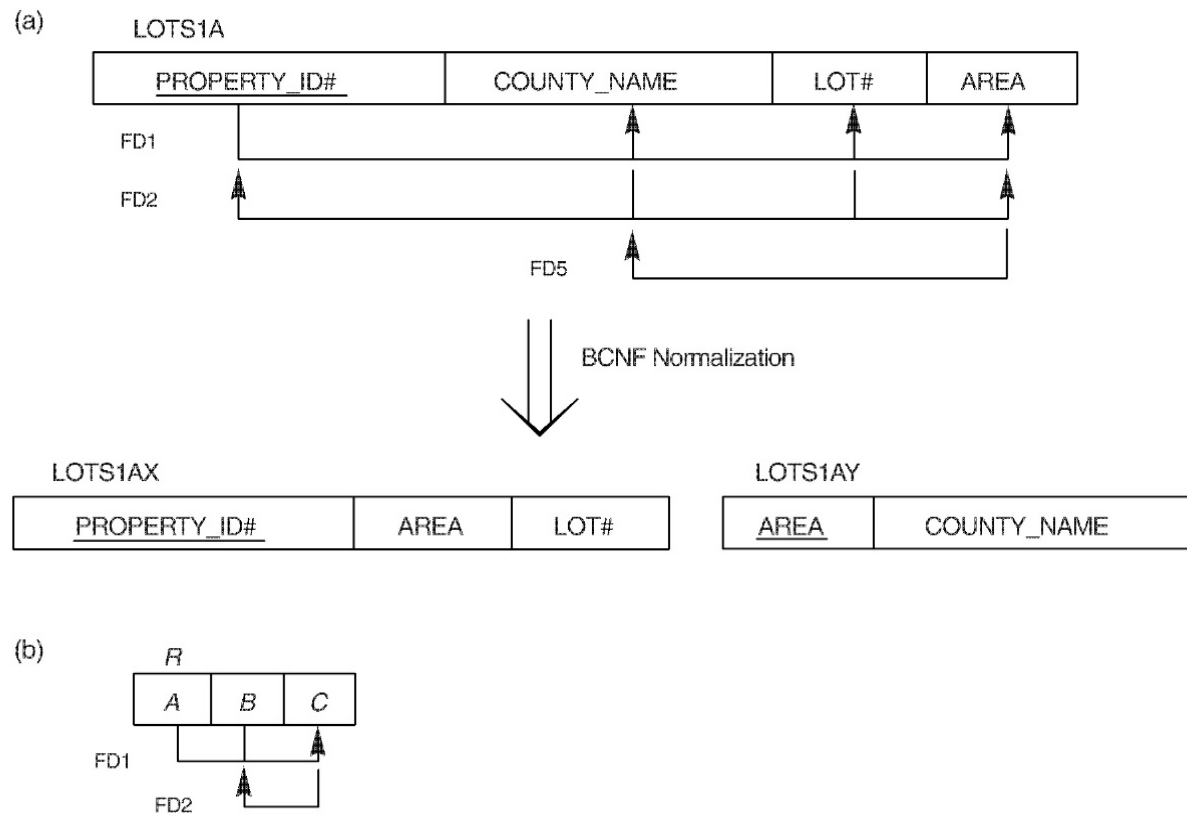 (a)
LOTS1A
PROPERTY_ID# COUNTY_NAME LOT# AREA
FD1
FD2
FD5
BCNF Normalization
LOTS1AX LOTS1AY
PROPERTY_ID# AREA LOT# AREA COUNTY_NAME
(b)
R
A B C
FD1
FD2